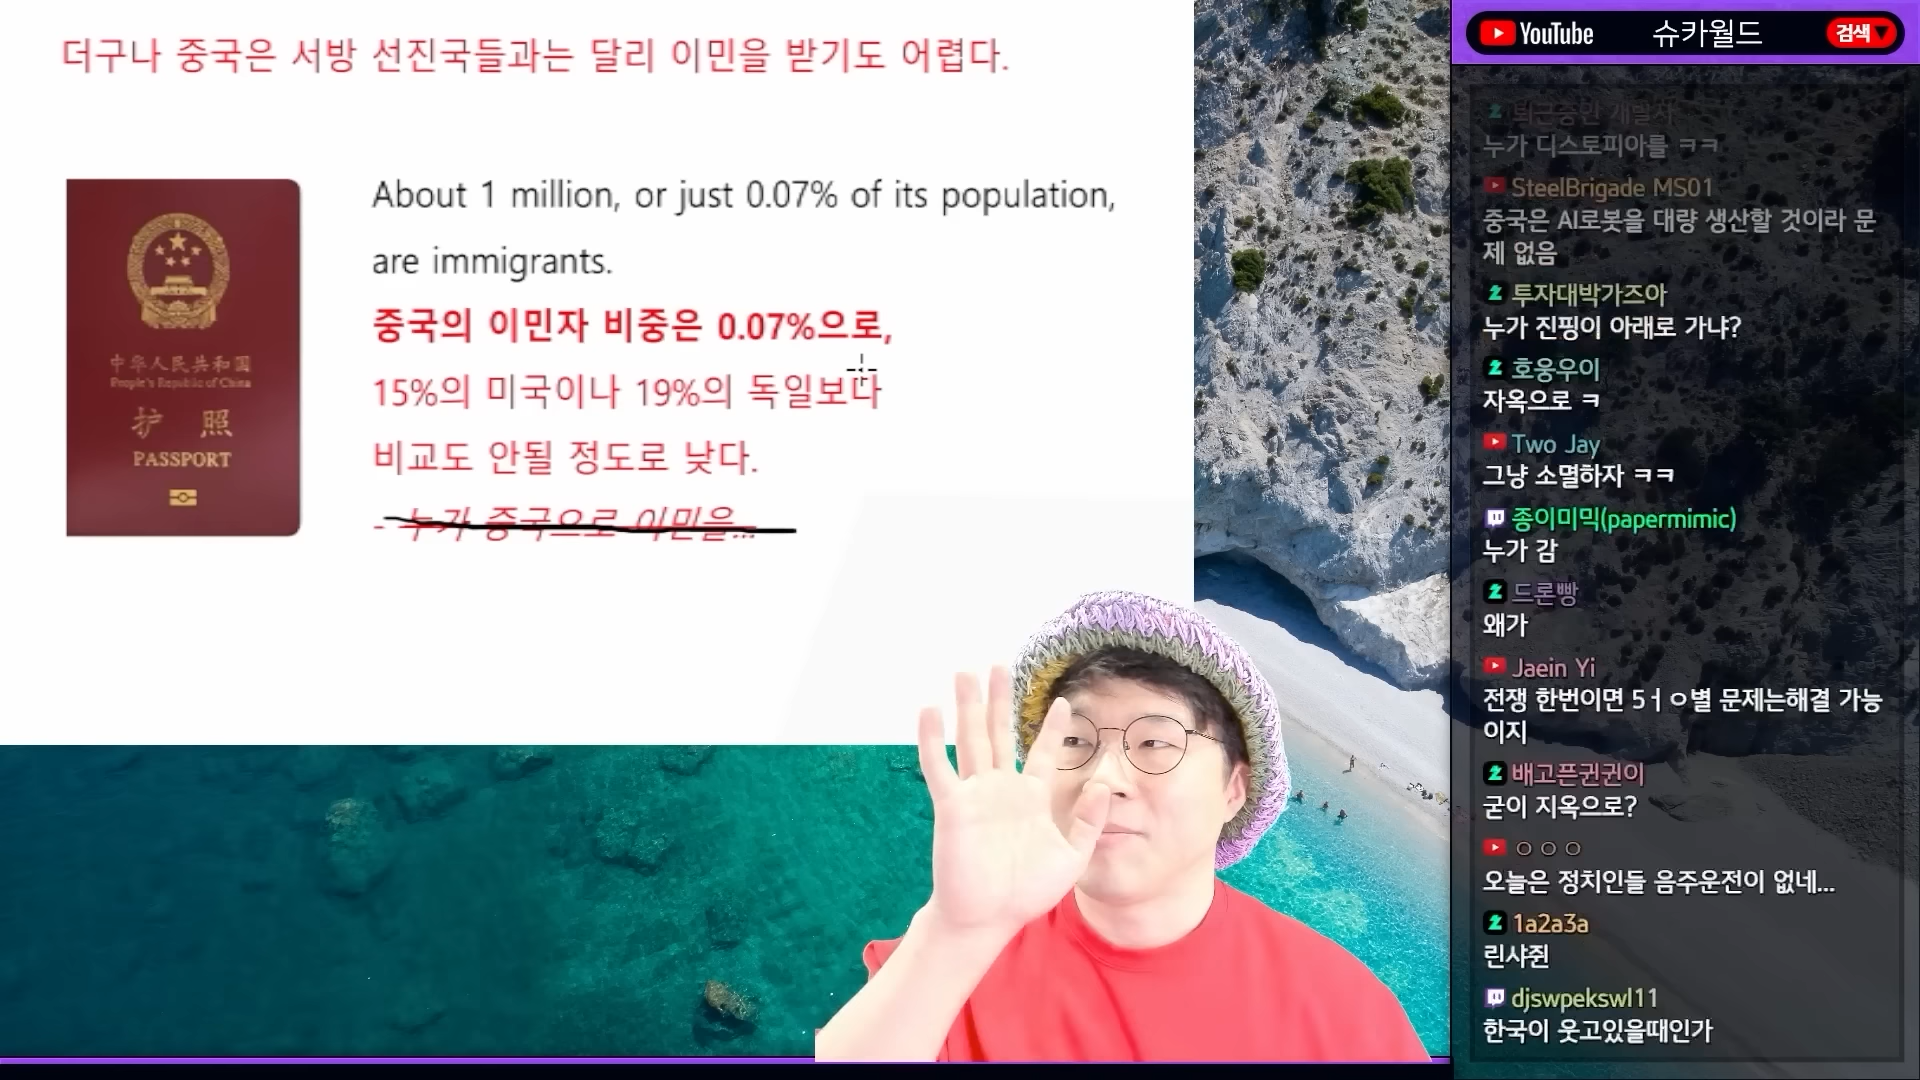 더구나 중국은 서방 선진국들과는 달리 이민을 받기도 어렵다.
About 1 million, or just 0.07% of its population,
are immigrants.
중국의 이민자 비중은 0.07%으로,
15%의 미국이나 19%의 독일보다
비교도 안될 정도로 낮다.
- 누가 중국으로 이민을...
中华人民共和国
People's Republic of China
护 照
PASSPORT
YouTube 슈카월드 검색
퇴근중인 개발자
누가 디스토피아를 ㅋㅋ
SteelBrigade MS01
중국은 AI로봇을 대량 생산할 것이라 문
제 없음
투자대박가즈아
누가 진핑이 아래로 가냐?
호웅우이
자옥으로 ㅋ
Two Jay
그냥 소멸하자 ㅋㅋ
종이미믹(papermimic)
누가 감
드론빵
왜가
Jaein Yi
전쟁 한번이면 5ㅓㅇ별 문제는해결 가능
이지
배고픈귄귄이
굳이 지옥으로?
ㅇㅇㅇ
오늘은 정치인들 음주운전이 없네...
1a2a3a
린샤쥔
djswpekswl11
한국이 웃고있을때인가